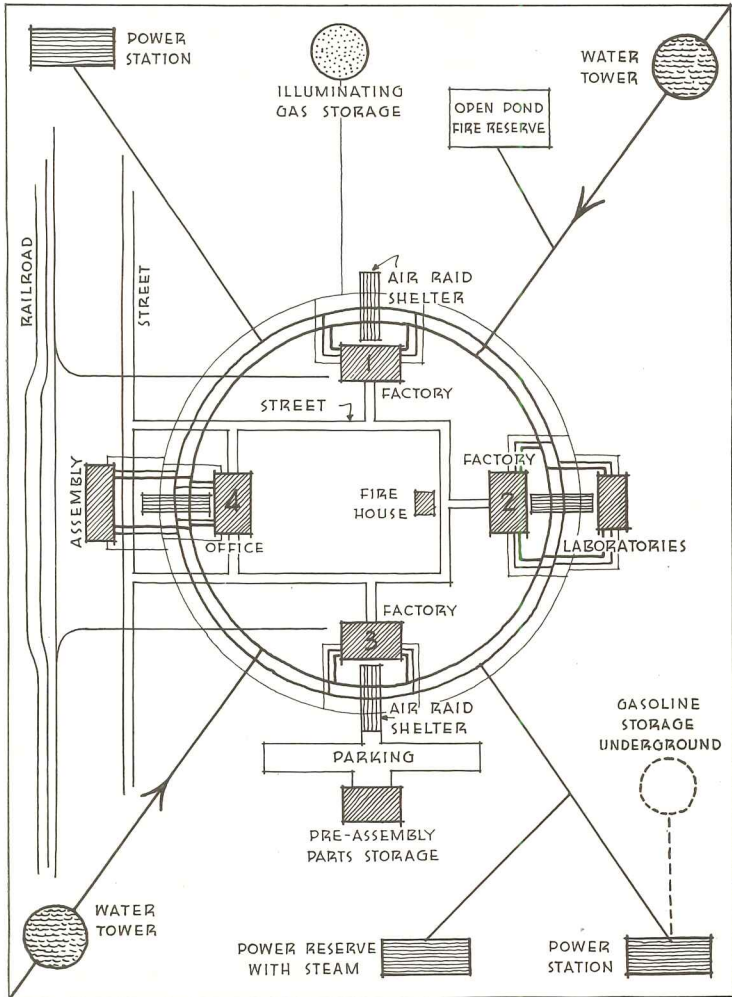 POWER
STATION
ILLUMINATING
GAS STORAGE
WATER
TOWER
OPEN POND
FIRE RESERVE
RAILROAD
STREET
AIR RAID
SHELTER
1
FACTORY
STREET
ASSEMBLY
4
OFFICE
FIRE
HOUSE
FACTORY
2
LABORATORIES
FACTORY
3
AIR RAID
SHELTER
PARKING
PRE-ASSEMBLY
PARTS STORAGE
GASOLINE
STORAGE
UNDERGROUND
WATER
TOWER
POWER RESERVE
WITH STEAM
POWER
STATION